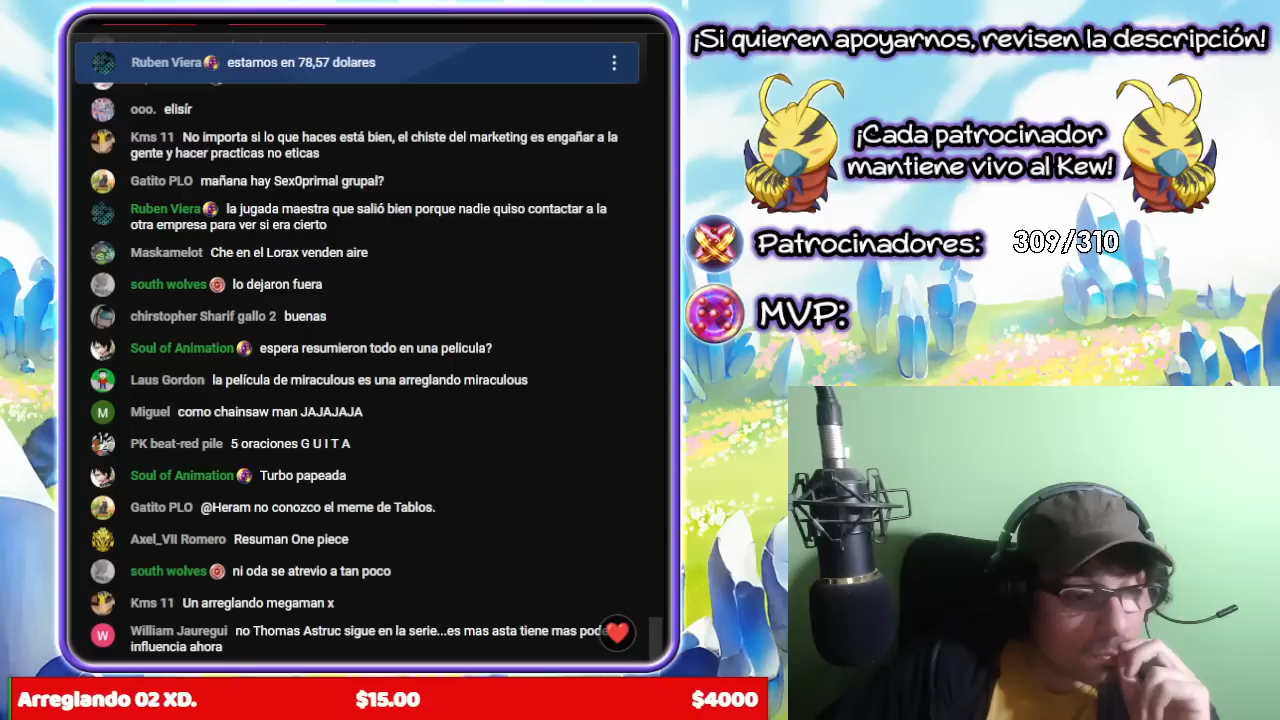 Ruben Viera estamos en 78,57 dolares
ooo. elisír
Kms 11 No importa si lo que haces está bien, el chiste del marketing es engañar a la
gente y hacer practicas no eticas
Gatito PLO mañana hay Sex0primal grupal?
Ruben Viera la jugada maestra que salió bien porque nadie quiso contactar a la
otra empresa para ver si era cierto
Maskamelot Che en el Lorax venden aire
south wolves lo dejaron fuera
chirstopher Sharif gallo 2 buenas
Soul of Animation espera resumieron todo en una pelicula?
Laus Gordon la película de miraculous es una arreglando miraculous
M Miguel como chainsaw man JAJAJAJA
PK beat-red pile 5 oraciones G U I T A
Soul of Animation Turbo papeada
Gatito PLO @Heram no conozco el meme de Tablos.
Axel_VII Romero Resuman One piece
south wolves ni oda se atrevio a tan poco
Kms 11 Un arreglando megaman x
W William Jauregui no Thomas Astruc sigue en la serie...es mas asta tiene mas pode
influencia ahora
¡Si quieren apoyarnos, revisen la descripción!
¡Cada patrocinador
mantiene vivo al Kew!
Patrocinadores: 309/310
MVP:
Arreglando 02 XD. $15.00 $4000